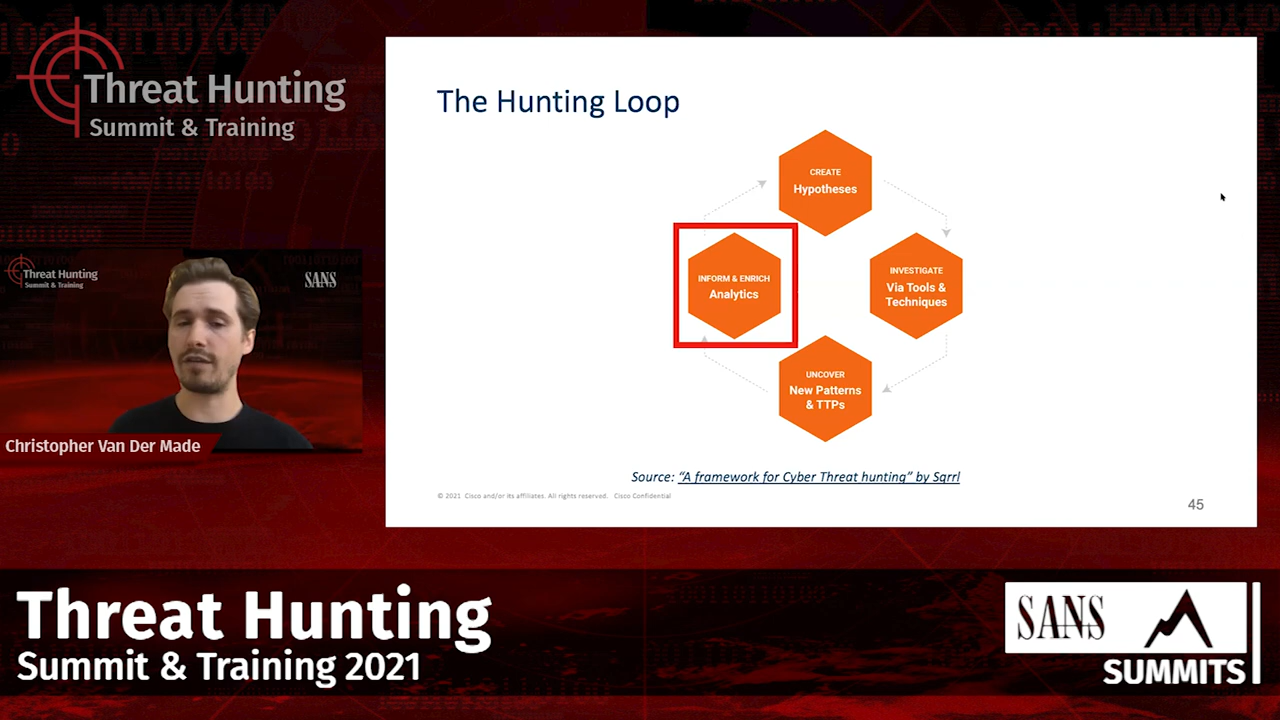 Threat Hunting
Summit & Training
The Hunting Loop
CREATE
Hypotheses
INFORM & ENRICH
Analytics
INVESTIGATE
Via Tools &
Techniques
UNCOVER
New Patterns
& TTPs
Source: “A framework for Cyber Threat hunting” by Sqrrl
© 2021 Cisco and/or its affiliates. All rights reserved. Cisco Confidential
45
Threat Hunting
Summit & Training
SANS
Christopher Van Der Made
Threat Hunting
Summit & Training 2021
SANS
SUMMITS